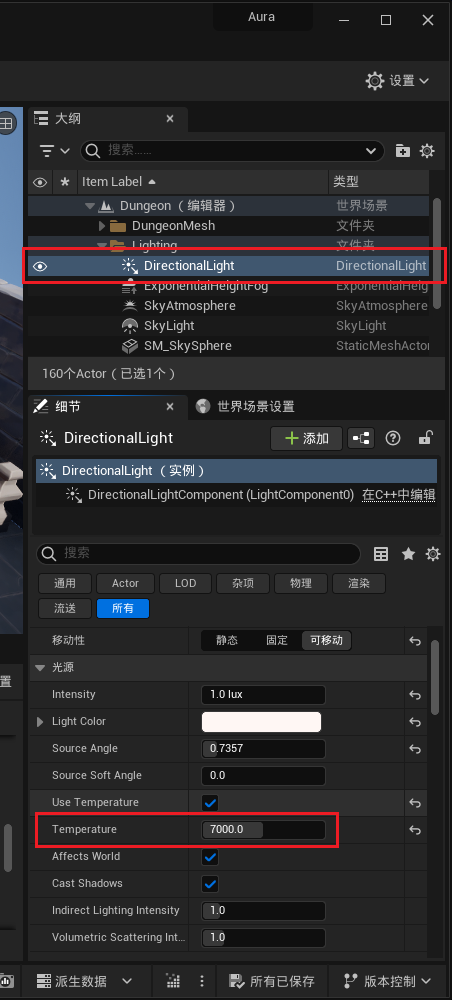 Aura
设置
大纲
搜索......
Item Label 类型
Dungeon（编辑器） 世界场景
DungeonMesh 文件夹
Lighting 文件夹
DirectionalLight DirectionalLight
ExponentialHeightFog ExponentialHeig
SkyAtmosphere SkyAtmosphere
SkyLight SkyLight
SM_SkySphere StaticMeshActor
160个Actor（已选1个）
细节 世界场景设置
DirectionalLight 添加
DirectionalLight（实例）
DirectionalLightComponent (LightComponent0) 在C++中编辑
搜索
通用 Actor LOD 杂项 物理 渲染
流送 所有
移动性 静态 固定 可移动
光源
置
Intensity 1.0 lux
Light Color
Source Angle 0.7357
Source Soft Angle 0.0
Use Temperature
Temperature 7000.0
Affects World
Cast Shadows
Indirect Lighting Intensity 1.0
Volumetric Scattering Int... 1.0
派生数据 所有已保存 版本控制